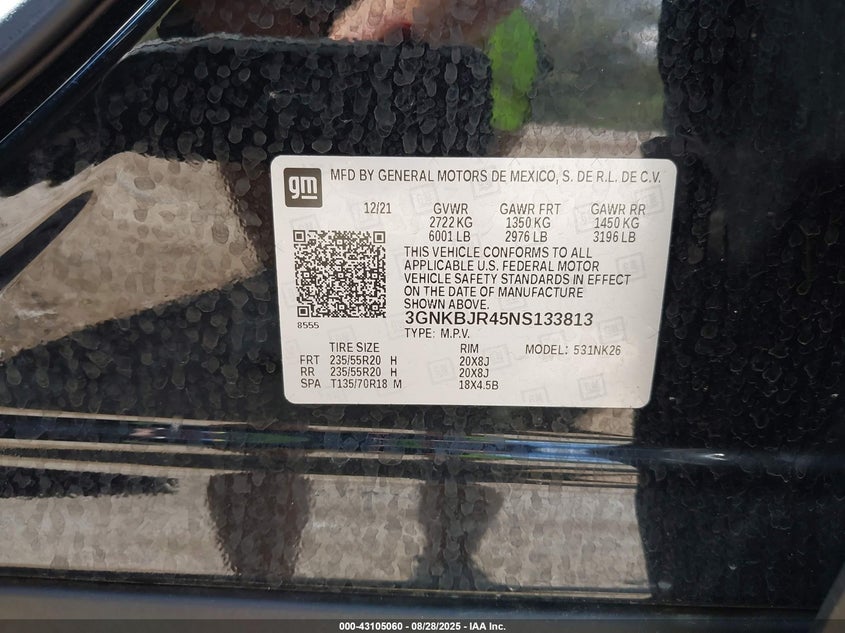 gm MFD BY GENERAL MOTORS DE MEXICO, S. DE R.L. DE C.V.
12/21 GVWR GAWR FRT GAWR RR
2722 KG 1350 KG 1450 KG
6001 LB 2976 LB 3196 LB
THIS VEHICLE CONFORMS TO ALL
APPLICABLE U.S. FEDERAL MOTOR
VEHICLE SAFETY STANDARDS IN EFFECT
ON THE DATE OF MANUFACTURE
SHOWN ABOVE.
8555 3GNKBJR45NS133813
TYPE: M.P.V.
TIRE SIZE RIM MODEL: 531NK26
FRT 235/55R20 H 20X8J
RR 235/55R20 H 20X8J
SPA T135/70R18 M 18X4.5B
000-43105060 - 08/28/2025 - IAA Inc.